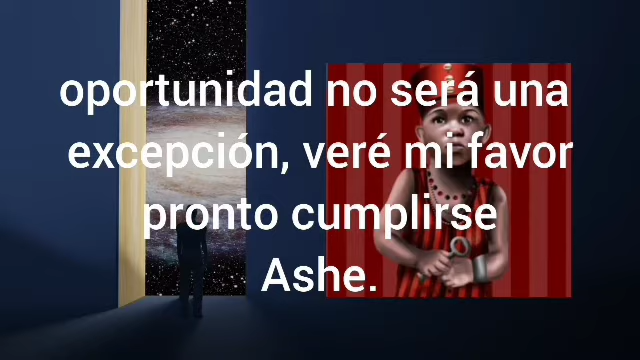 oportunidad no será una
excepción, veré mi favor
pronto cumplirse
Ashe.